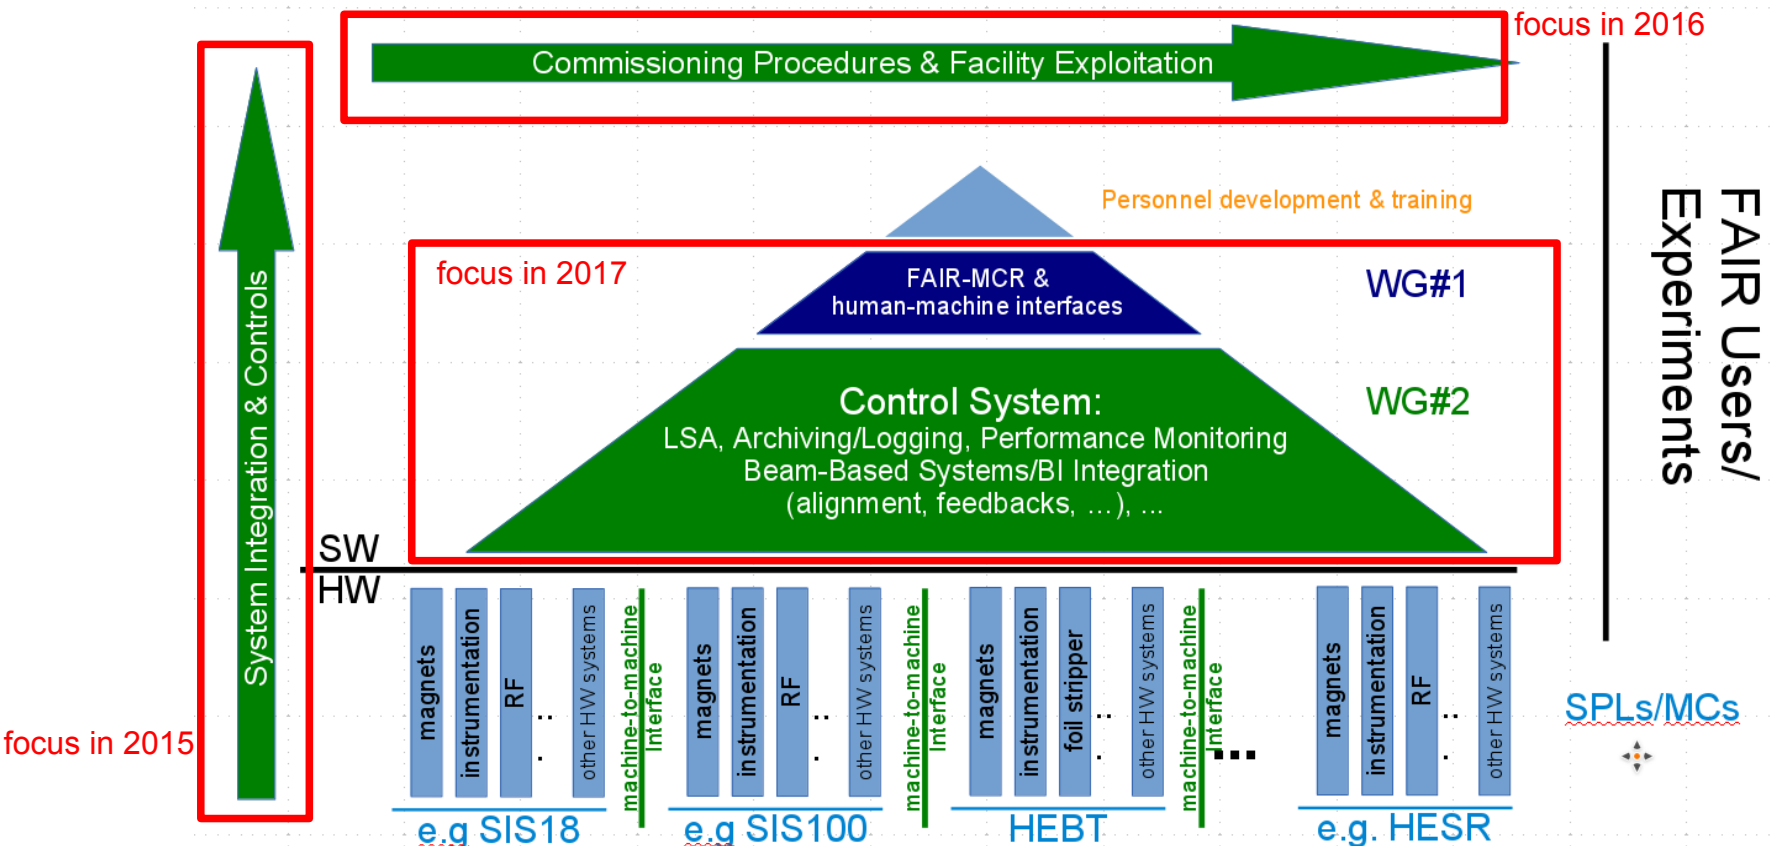 focus in 2016
Commissioning Procedures & Facility Exploitation
Personnel development & training
focus in 2017
FAIR-MCR &
human-machine interfaces
WG#1
Control System:
LSA, Archiving/Logging, Performance Monitoring
Beam-Based Systems/BI Integration
(alignment, feedbacks, ...), ...
WG#2
System Integration & Controls
focus in 2015
FAIR Users/
Experiments
SW
HW
magnets
instrumentation
RF
..
.
other HW systems
machine-to-machine
Interface
magnets
instrumentation
RF
..
.
other HW systems
machine-to-machine
Interface
magnets
instrumentation
foil stripper
..
.
other HW systems
machine-to-machine
Interface
...
magnets
instrumentation
RF
..
.
other HW systems
SPLs/MCs
e.g SIS18
e.g SIS100
HEBT
e.g. HESR